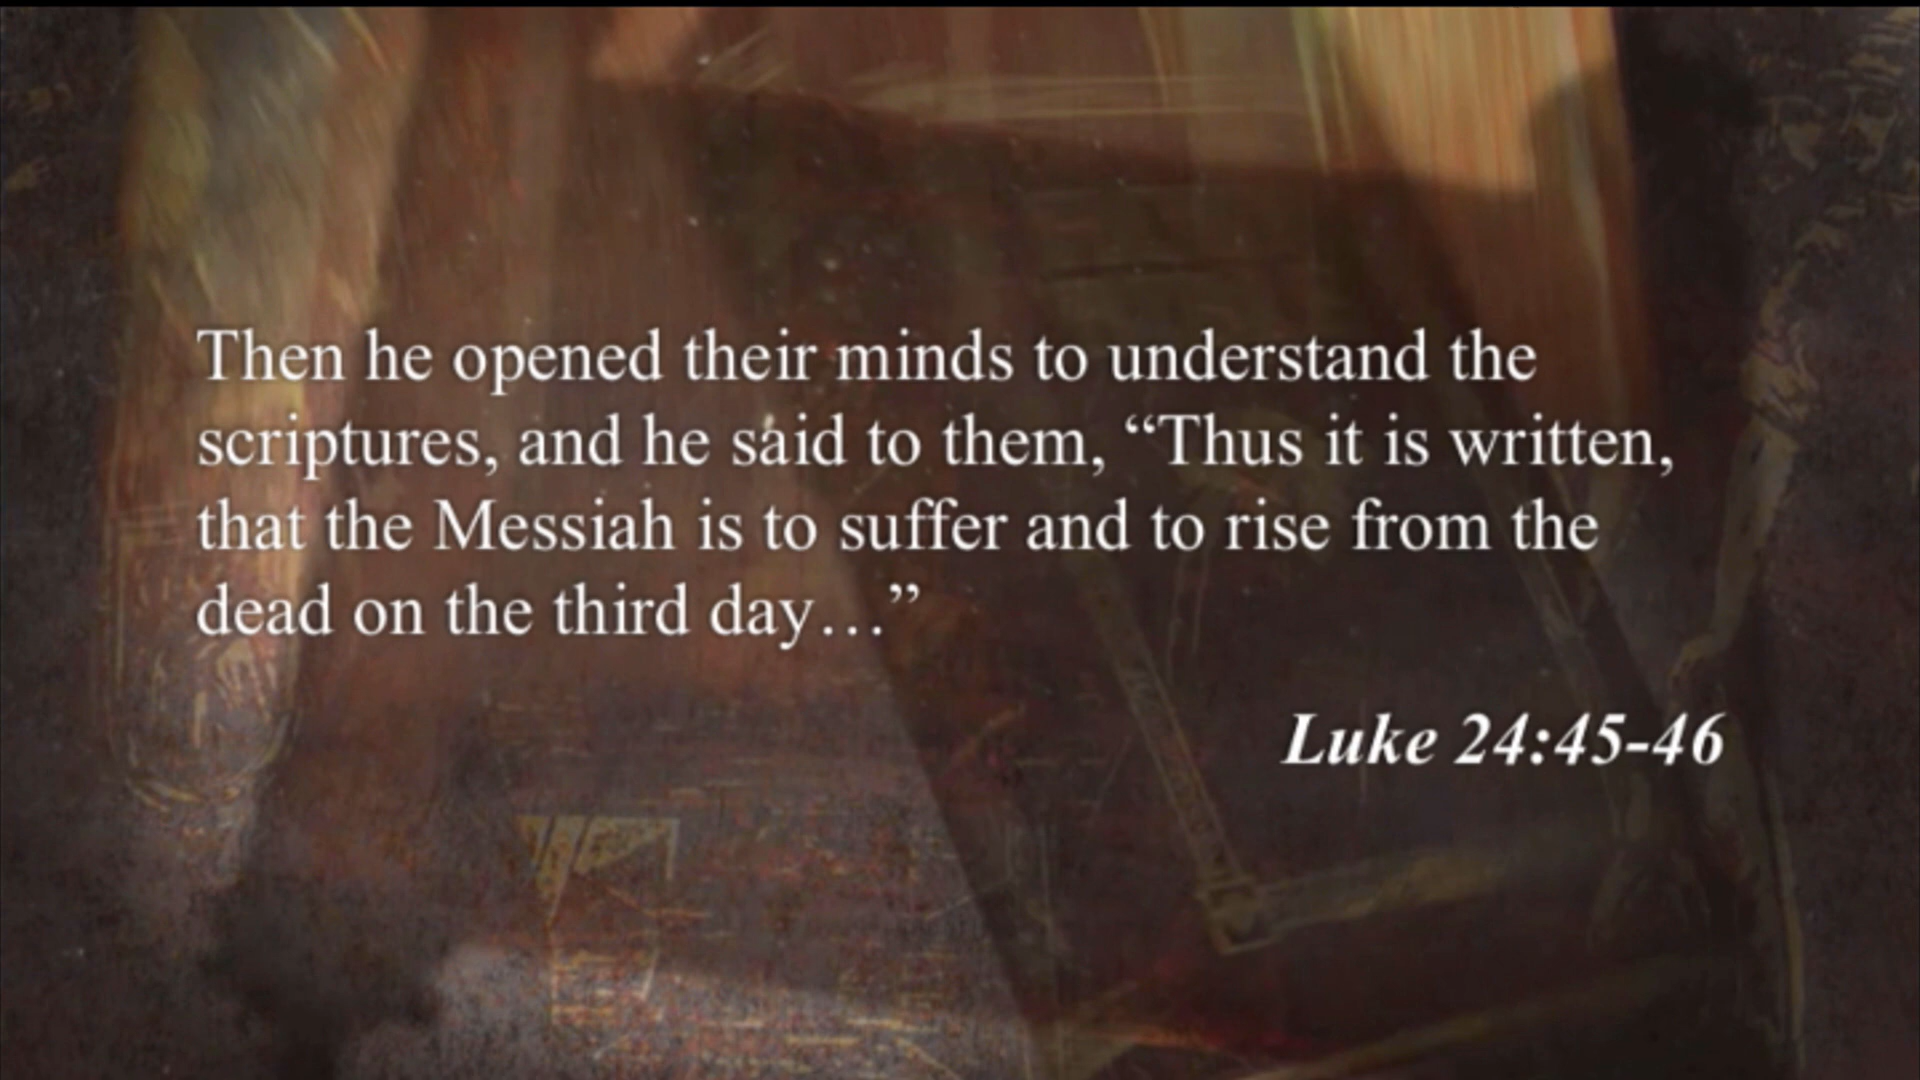 Then he opened their minds to understand the
scriptures, and he said to them, “Thus it is written,
that the Messiah is to suffer and to rise from the
dead on the third day…”
Luke 24:45-46